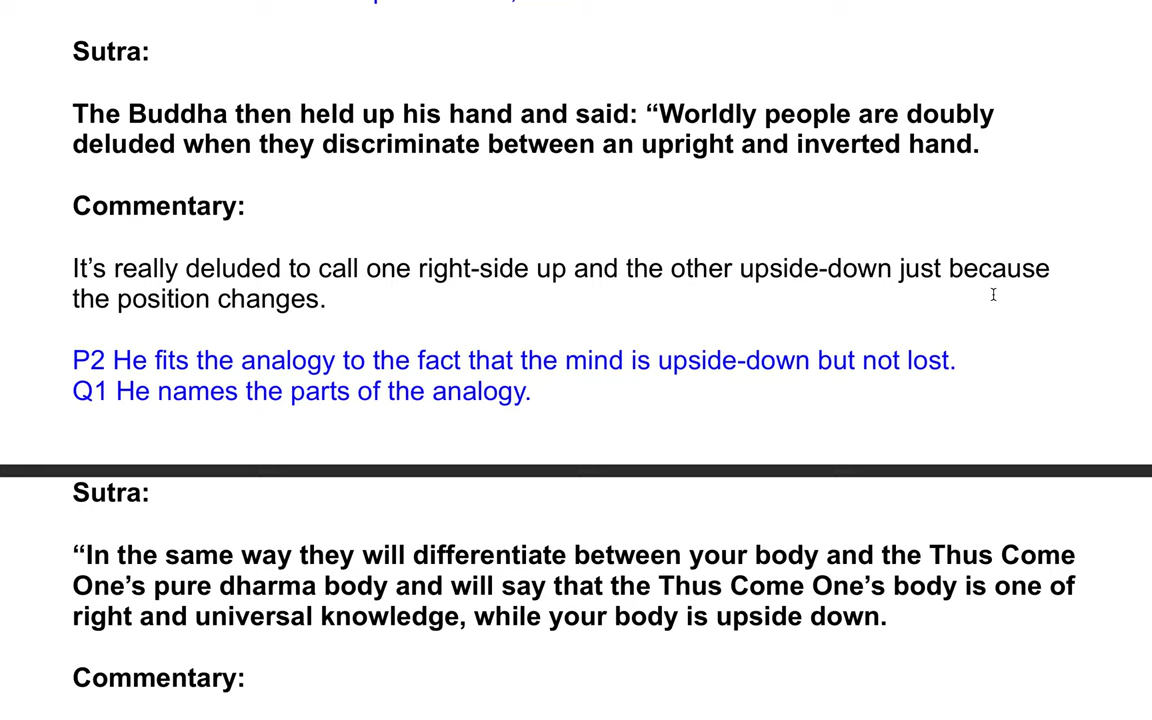 Sutra:
The Buddha then held up his hand and said: “Worldly people are doubly
deluded when they discriminate between an upright and inverted hand.
Commentary:
It’s really deluded to call one right-side up and the other upside-down just because
the position changes.
P2 He fits the analogy to the fact that the mind is upside-down but not lost.
Q1 He names the parts of the analogy.
Sutra:
“In the same way they will differentiate between your body and the Thus Come
One’s pure dharma body and will say that the Thus Come One’s body is one of
right and universal knowledge, while your body is upside down.
Commentary: